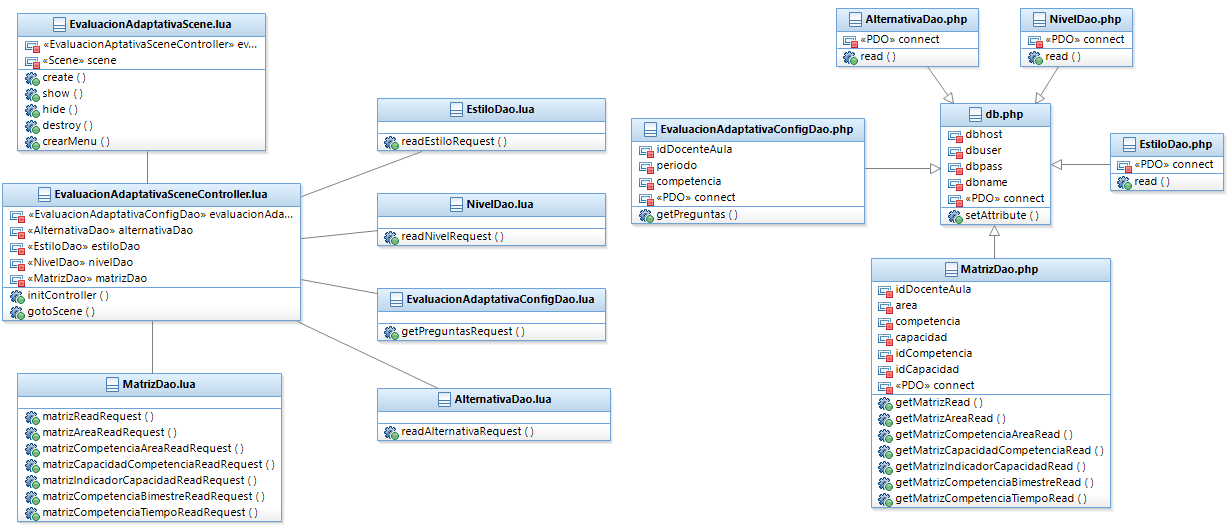 EvaluacionAdaptativaScene.lua
«EvaluacionAptativaSceneController» ev...
«Scene» scene
create ( )
show ( )
hide ( )
destroy ( )
crearMenu ( )
EvaluacionAdaptativaSceneController.lua
«EvaluacionAdaptativaConfigDao» evaluacionAda...
«AlternativaDao» alternativaDao
«EstiloDao» estiloDao
«NivelDao» nivelDao
«MatrizDao» matrizDao
initController ( )
gotoScene ( )
MatrizDao.lua
matrizReadRequest ( )
matrizAreaReadRequest ( )
matrizCompetenciaAreaReadRequest ( )
matrizCapacidadCompetenciaReadRequest ( )
matrizIndicadorCapacidadReadRequest ( )
matrizCompetenciaBimestreReadRequest ( )
matrizCompetenciaTiempoReadRequest ( )
EstiloDao.lua
readEstiloRequest ( )
NivelDao.lua
readNivelRequest ( )
EvaluacionAdaptativaConfigDao.lua
getPreguntasRequest ( )
AlternativaDao.lua
readAlternativaRequest ( )
EvaluacionAdaptativaConfigDao.php
idDocenteAula
periodo
competencia
«PDO» connect
getPreguntas ( )
AlternativaDao.php
«PDO» connect
read ( )
NivelDao.php
«PDO» connect
read ( )
db.php
dbhost
dbuser
dbpass
dbname
«PDO» connect
setAttribute ( )
EstiloDao.php
«PDO» connect
read ( )
MatrizDao.php
idDocenteAula
area
competencia
capacidad
idCompetencia
idCapacidad
«PDO» connect
getMatrizRead ( )
getMatrizAreaRead ( )
getMatrizCompetenciaAreaRead ( )
getMatrizCapacidadCompetenciaRead ( )
getMatrizIndicadorCapacidadRead ( )
getMatrizCompetenciaBimestreRead ( )
getMatrizCompetenciaTiempoRead ( )